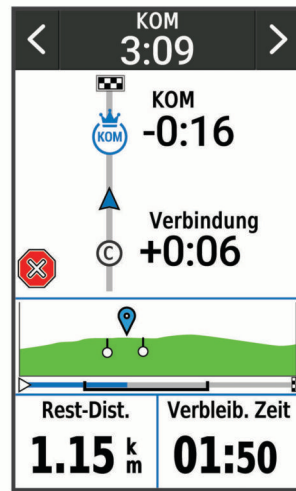 KOM
3:09
KOM
KOM
-0:16
Verbindung
C
+0:06
Rest-Dist.
Verbleib. Zeit
1.15 km
01:50